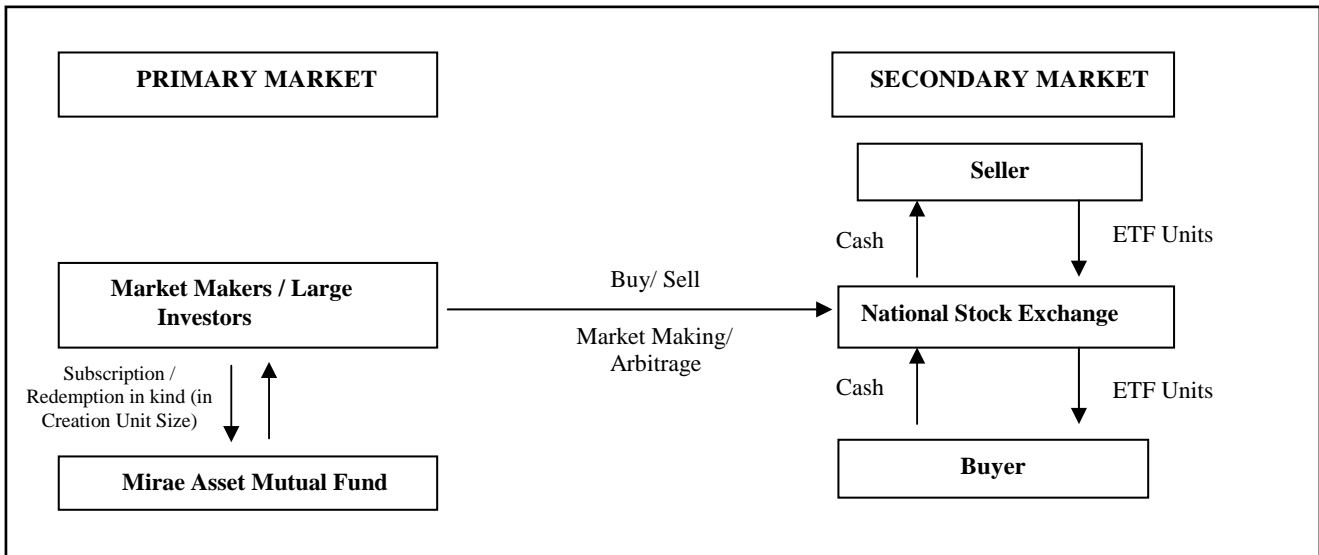 PRIMARY MARKET
SECONDARY MARKET
Seller
Cash
ETF Units
Market Makers / Large
Investors
Buy/ Sell
National Stock Exchange
Market Making/
Arbitrage
Subscription /
Redemption in kind (in
Creation Unit Size)
Cash
ETF Units
Mirae Asset Mutual Fund
Buyer